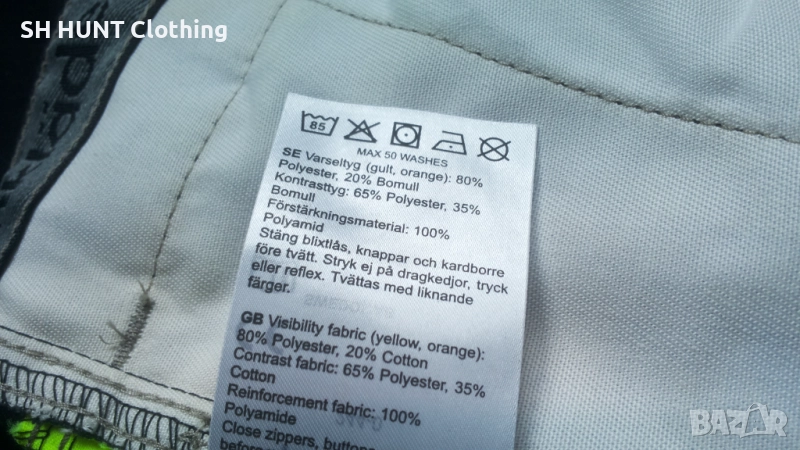 SH HUNT Clothing
85
MAX 50 WASHES
SE Varseltyg (gult, orange): 80%
Polyester, 20% Bomull
Kontrasttyg: 65% Polyester, 35%
Bomull
Förstärkningsmaterial: 100%
Polyamid
Stäng blixtlås, knappar och kardborre
före tvätt. Stryk ej på dragkedjor, tryck
eller reflex. Tvättas med liknande
färger.
GB Visibility fabric (yellow, orange):
80% Polyester, 20% Cotton
Contrast fabric: 65% Polyester, 35%
Cotton
Reinforcement fabric: 100%
Polyamide
Close zippers, buttons
BAZAR